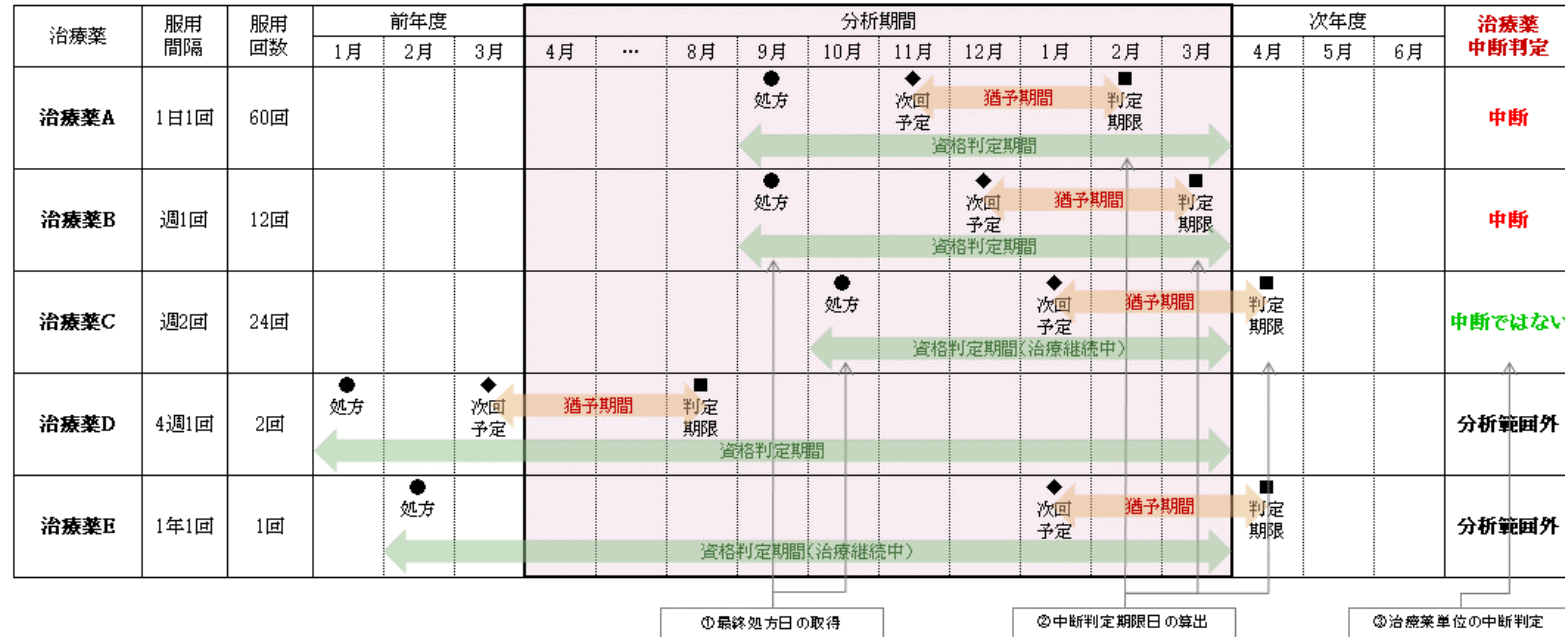 治療薬 服用間隔 服用回数 前年度 分析期間 次年度 治療薬中断判定
1月 2月 3月 4月 … 8月 9月 10月 11月 12月 1月 2月 3月 4月 5月 6月
治療薬A 1日1回 60回 中断
処方 次回予定 猶予期間 判定期限
資格判定期間
治療薬B 週1回 12回 中断
処方 次回予定 猶予期間 判定期限
資格判定期間
治療薬C 週2回 24回 中断ではない
処方 次回予定 猶予期間 判定期限
資格判定期間(治療継続中)
治療薬D 4週1回 2回 分析範囲外
処方 次回予定 猶予期間 判定期限
資格判定期間
治療薬E 1年1回 1回 分析範囲外
処方 次回予定 猶予期間 判定期限
資格判定期間(治療継続中)
①最終処方日の取得 ②中断判定期限日の算出 ③治療薬単位の中断判定